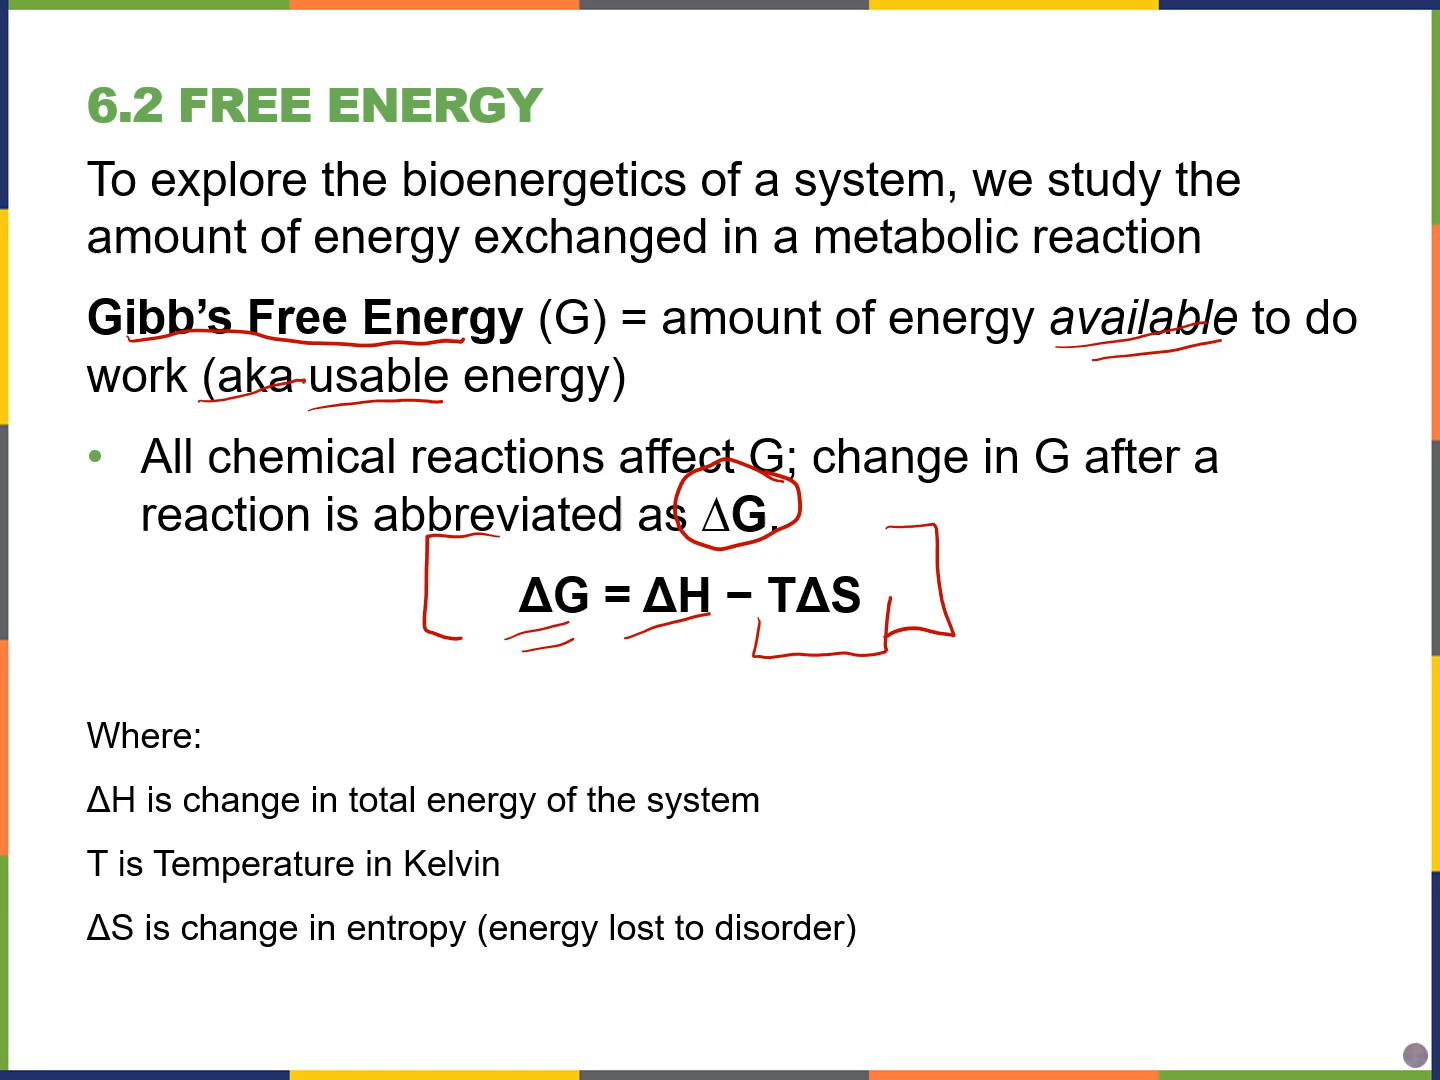 6.2 FREE ENERGY
To explore the bioenergetics of a system, we study the
amount of energy exchanged in a metabolic reaction
Gibb’s Free Energy (G) = amount of energy available to do
work (aka usable energy)
• All chemical reactions affect G; change in G after a
reaction is abbreviated as ∆G.
ΔG = ΔH – TΔS
Where:
ΔH is change in total energy of the system
T is Temperature in Kelvin
ΔS is change in entropy (energy lost to disorder)